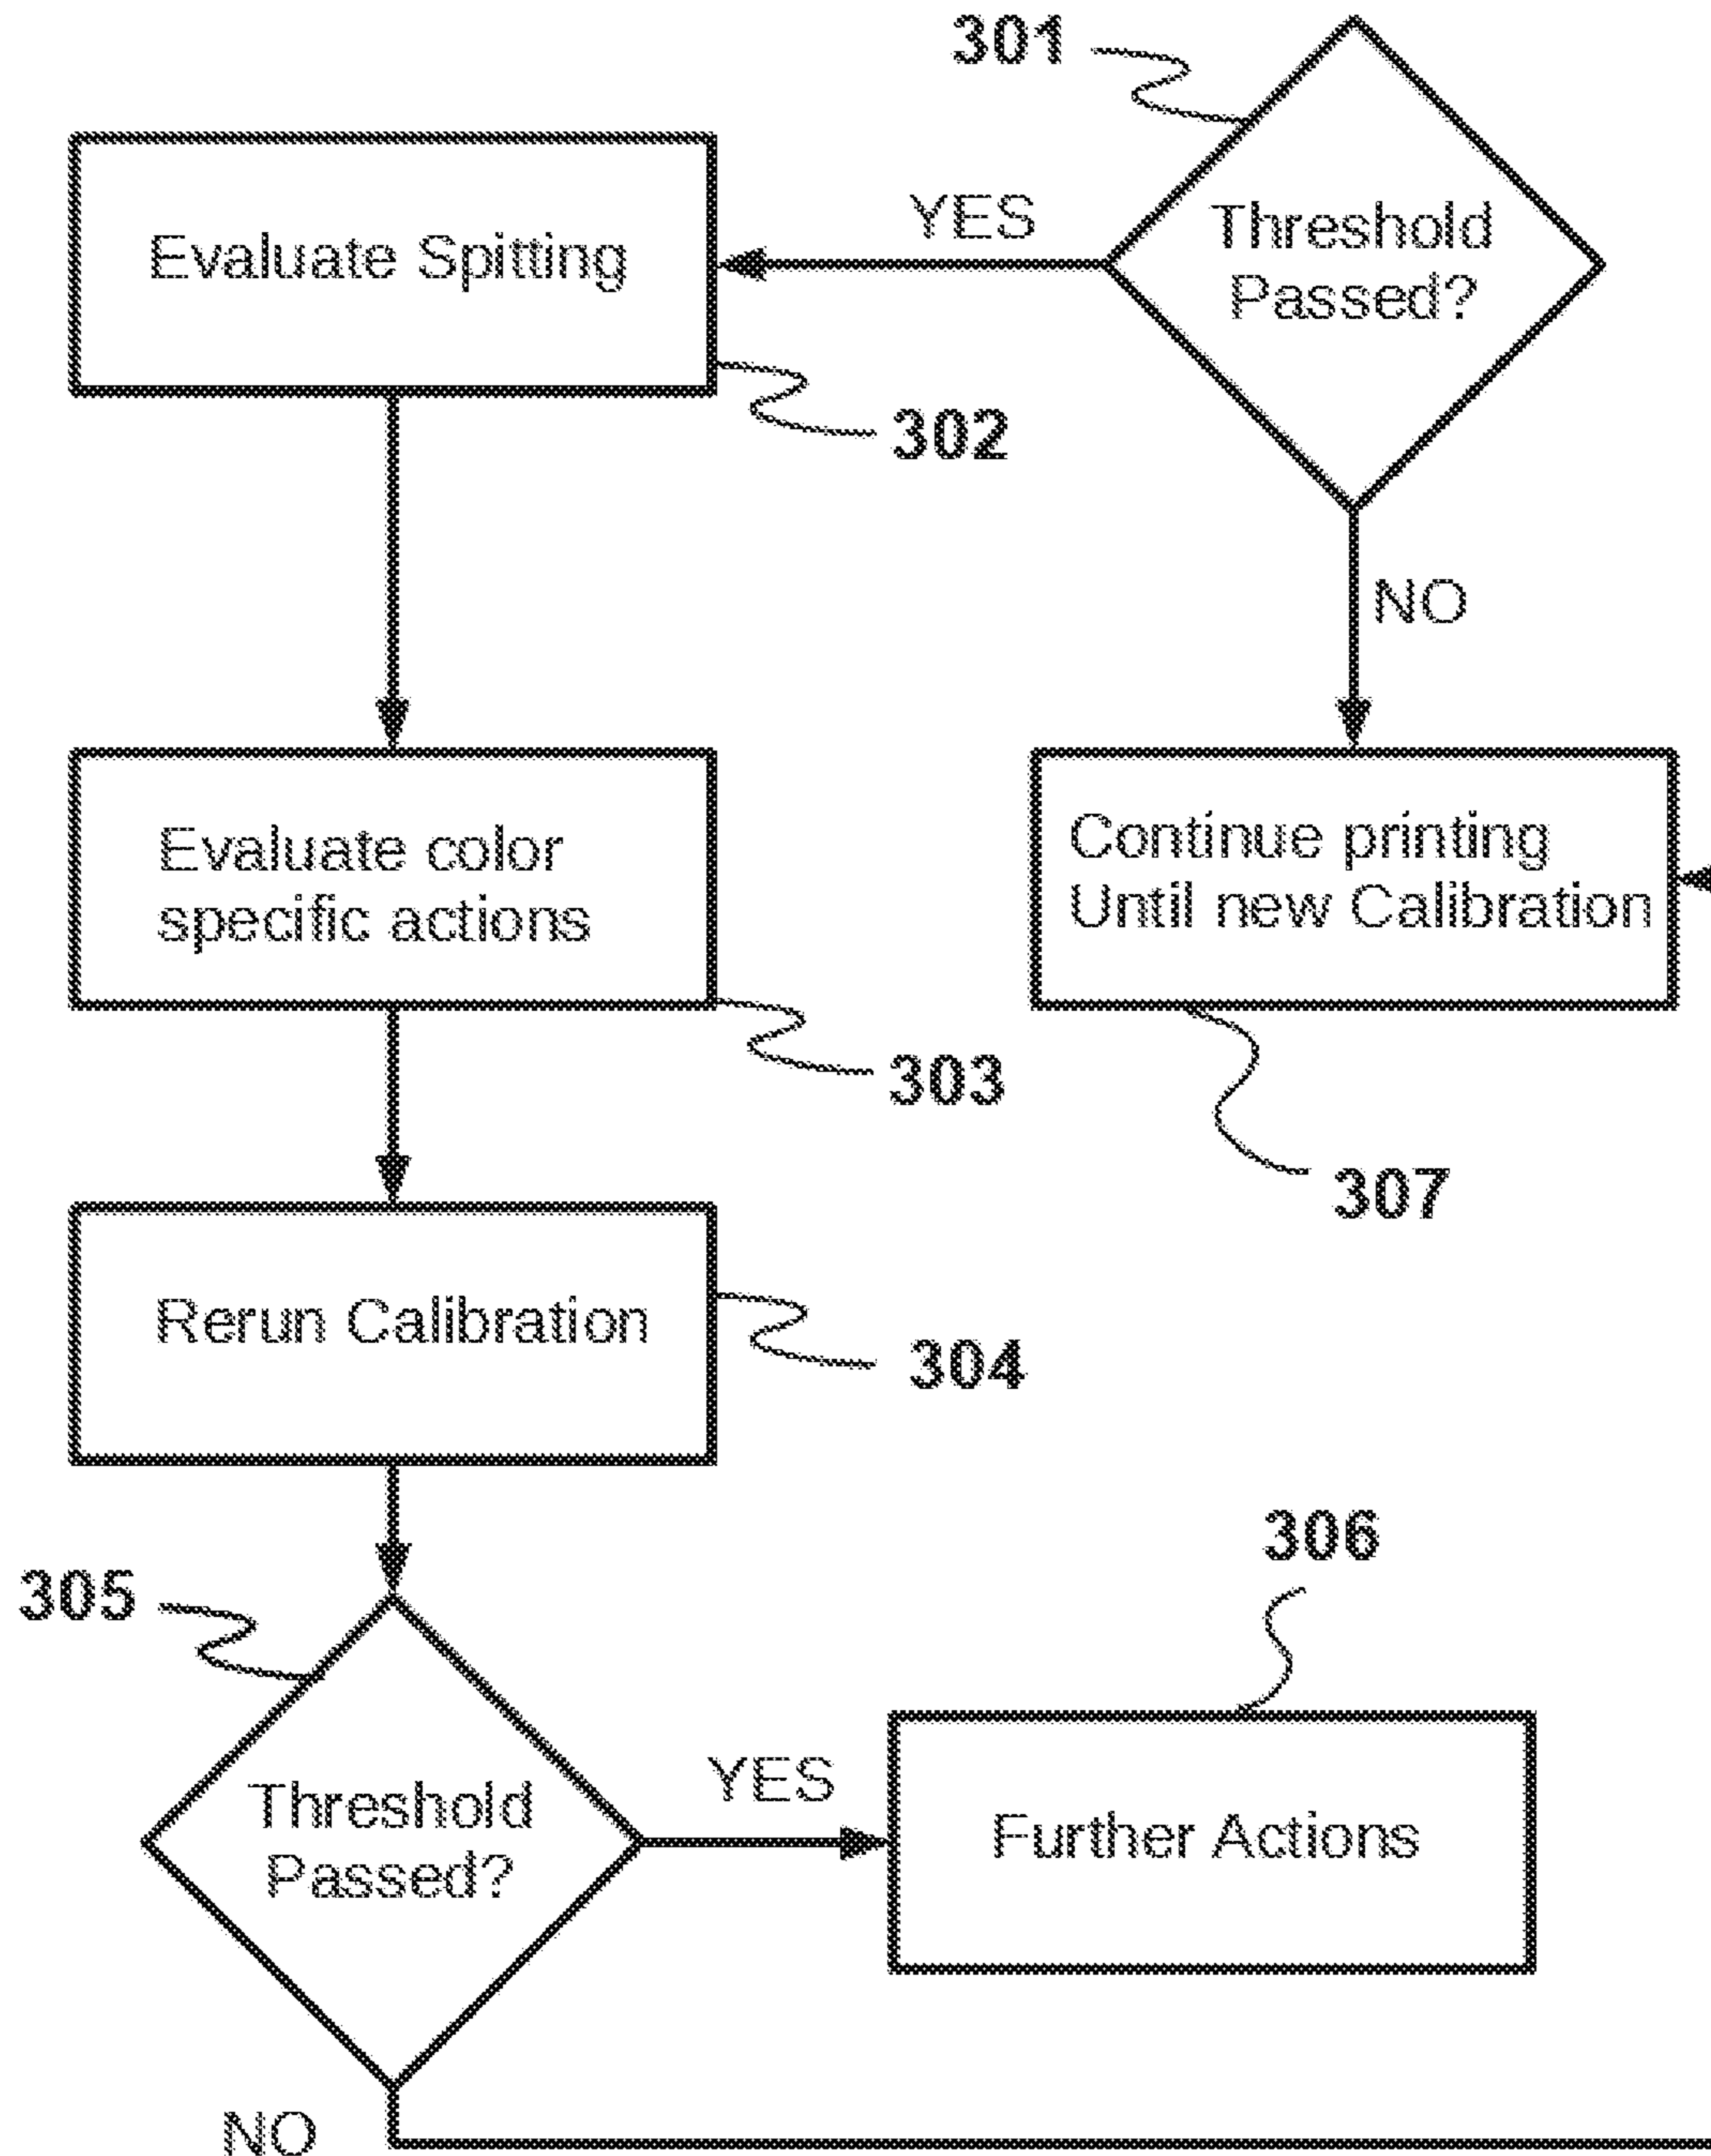 301
Threshold
Passed?
YES
Evaluate Spitting
302
NO
Evaluate color
specific actions
303
Continue printing
Until new Calibration
307
Rerun Calibration
304
305
Threshold
Passed?
YES
306
Further Actions
NO